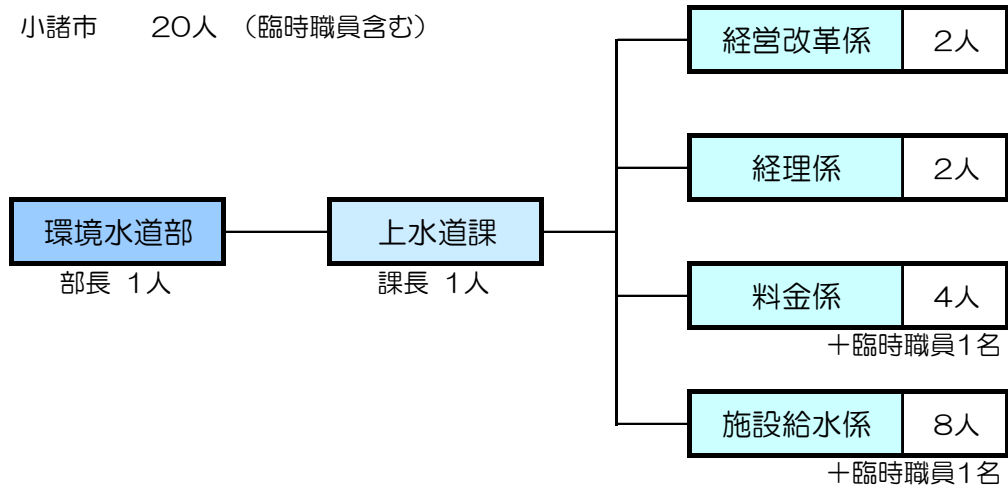 小諸市　　20人　（臨時職員含む）
経営改革係　2人
経理係　2人
環境水道部
部長 1人
上水道課
課長 1人
料金係　4人
＋臨時職員1名
施設給水係　8人
＋臨時職員1名